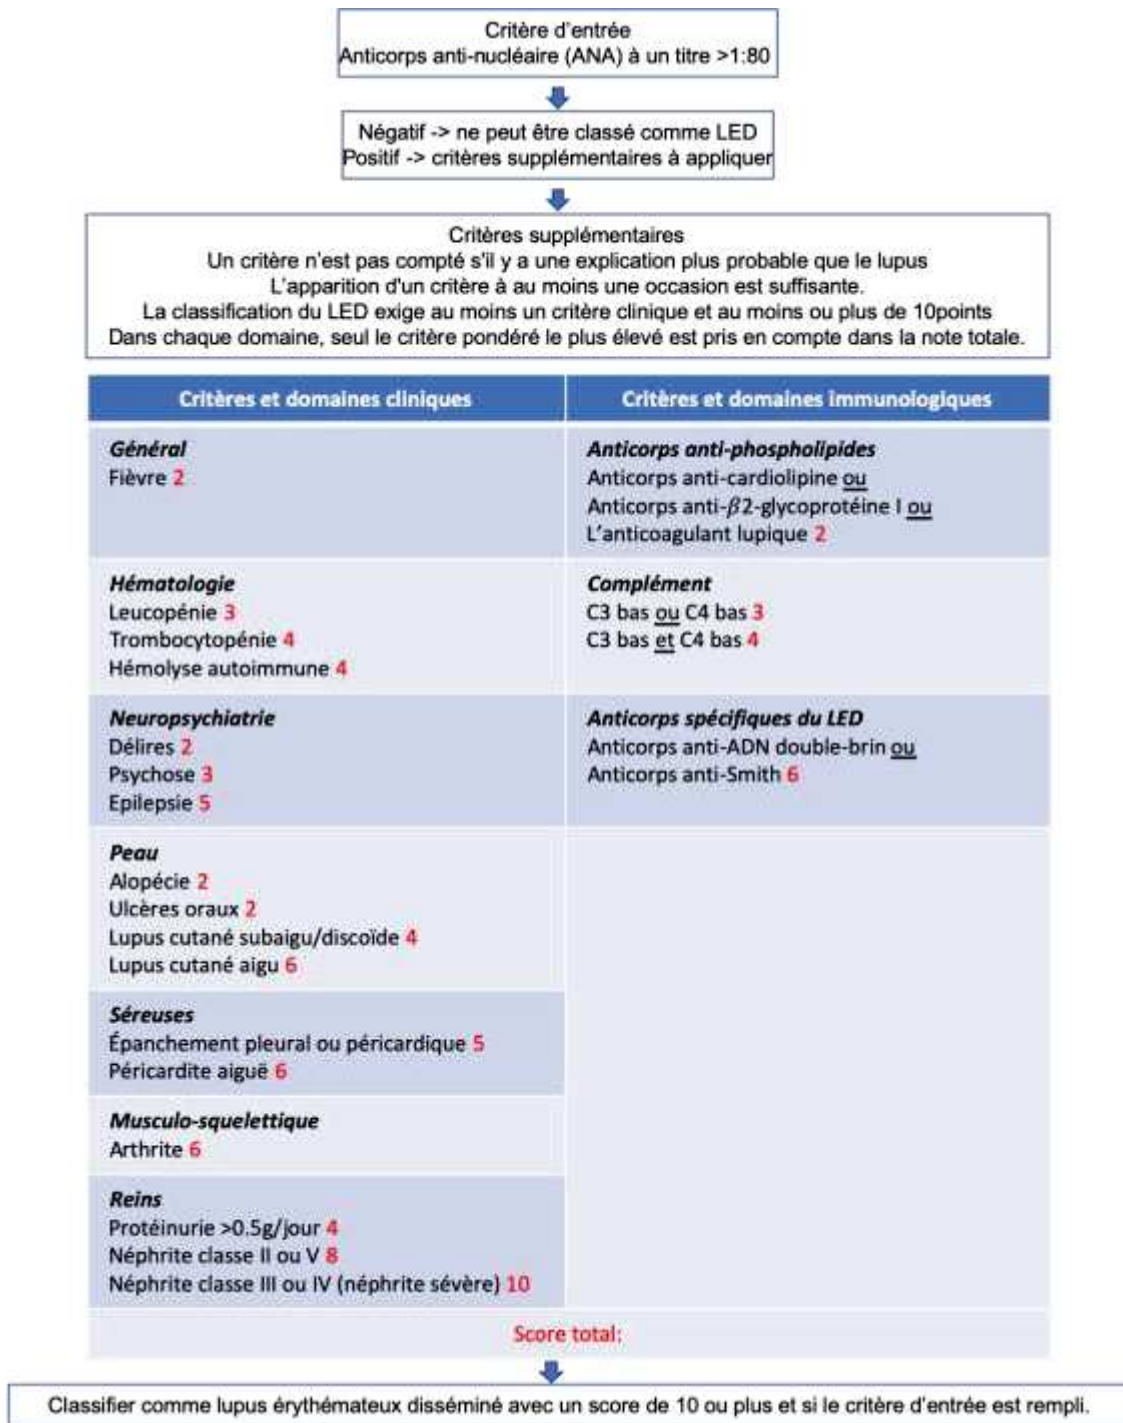 Critère d'entrée
Anticorps anti-nucléaire (ANA) à un titre >1:80
Négatif -> ne peut être classé comme LED
Positif -> critères supplémentaires à appliquer
Critères supplémentaires
Un critère n'est pas compté s'il y a une explication plus probable que le lupus
L'apparition d'un critère à au moins une occasion est suffisante.
La classification du LED exige au moins un critère clinique et au moins ou plus de 10points
Dans chaque domaine, seul le critère pondéré le plus élevé est pris en compte dans la note totale.
Critères et domaines cliniques
Général
Fièvre 2
Hématologie
Leucopénie 3
Trombocytopénie 4
Hémolyse autoimmune 4
Neuropsychiatrie
Délires 2
Psychose 3
Epilepsie 5
Peau
Alopécie 2
Ulcères oraux 2
Lupus cutané subaigu/discoïde 4
Lupus cutané aigu 6
Séreuses
Épanchement pleural ou péricardique 5
Péricardite aiguë 6
Musculo-squelettique
Arthrite 6
Reins
Protéinurie >0.5g/jour 4
Néphrite classe II ou V 8
Néphrite classe III ou IV (néphrite sévère) 10
Critères et domaines immunologiques
Anticorps anti-phospholipides
Anticorps anti-cardiolipine ou
Anticorps anti-β2-glycoprotéine I ou
L'anticoagulant lupique 2
Complément
C3 bas ou C4 bas 3
C3 bas et C4 bas 4
Anticorps spécifiques du LED
Anticorps anti-ADN double-brin ou
Anticorps anti-Smith 6
Score total:
Classifier comme lupus érythémateux disséminé avec un score de 10 ou plus et si le critère d'entrée est rempli.